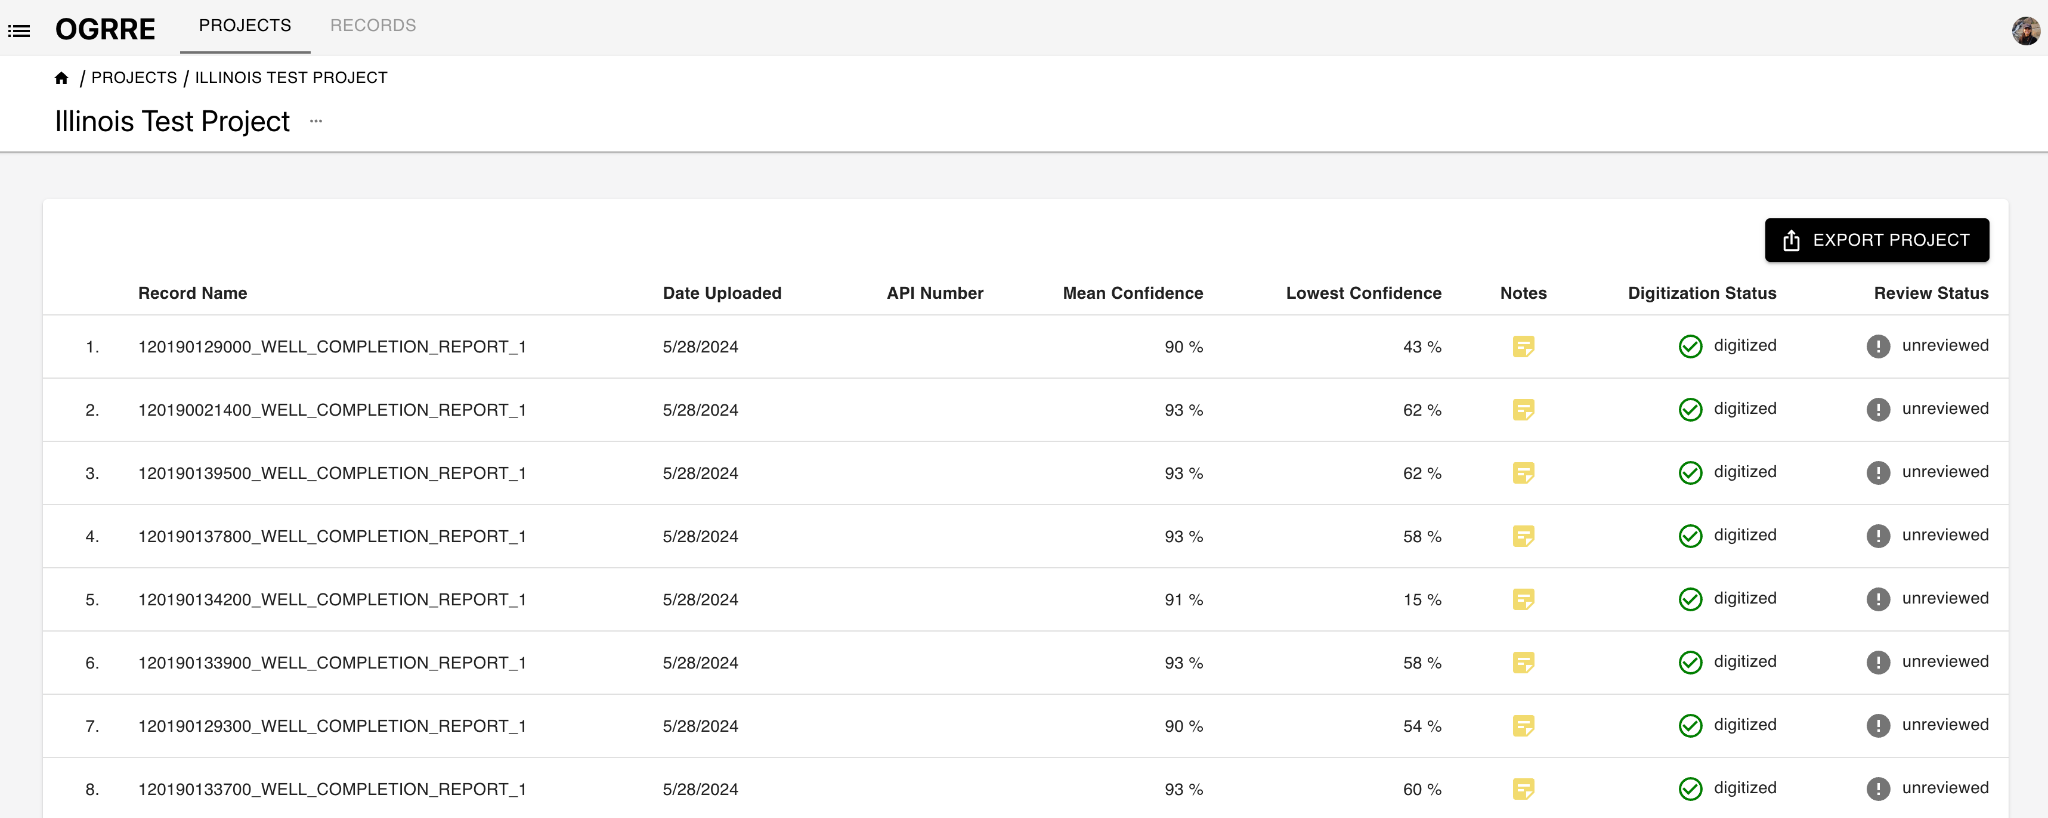 OGRRE PROJECTS RECORDS
/ PROJECTS / ILLINOIS TEST PROJECT
Illinois Test Project ...
EXPORT PROJECT
Record Name Date Uploaded API Number Mean Confidence Lowest Confidence Notes Digitization Status Review Status
1. 120190129000_WELL_COMPLETION_REPORT_1 5/28/2024 90 % 43 % digitized unreviewed
2. 120190021400_WELL_COMPLETION_REPORT_1 5/28/2024 93 % 62 % digitized unreviewed
3. 120190139500_WELL_COMPLETION_REPORT_1 5/28/2024 93 % 62 % digitized unreviewed
4. 120190137800_WELL_COMPLETION_REPORT_1 5/28/2024 93 % 58 % digitized unreviewed
5. 120190134200_WELL_COMPLETION_REPORT_1 5/28/2024 91 % 15 % digitized unreviewed
6. 120190133900_WELL_COMPLETION_REPORT_1 5/28/2024 93 % 58 % digitized unreviewed
7. 120190129300_WELL_COMPLETION_REPORT_1 5/28/2024 90 % 54 % digitized unreviewed
8. 120190133700_WELL_COMPLETION_REPORT_1 5/28/2024 93 % 60 % digitized unreviewed